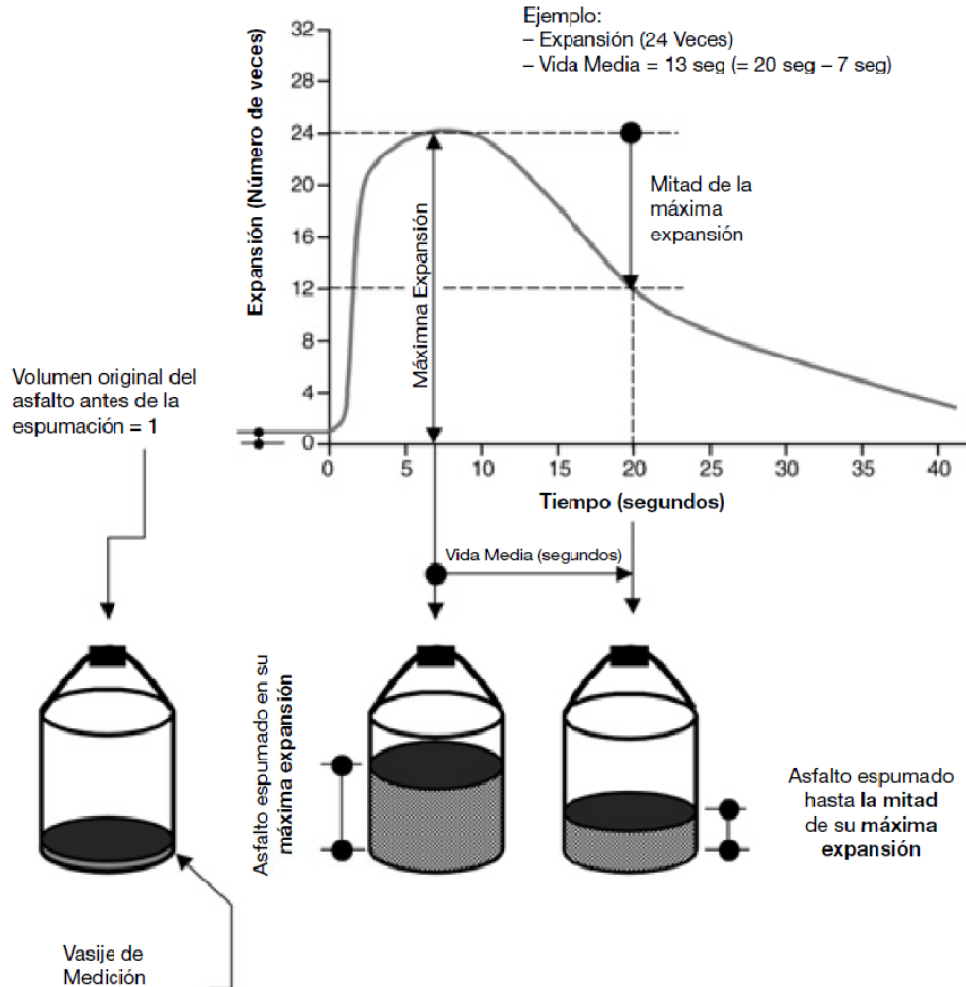 Ejemplo:
– Expansión (24 Veces)
– Vida Media = 13 seg (= 20 seg – 7 seg)
Expansión (Número de veces)
32
28
24
20
16
12
8
4
0
Máximna Expansión
Mitad de la
máxima
expansión
0 5 10 15 20 25 30 35 40
Tiempo (segundos)
Volumen original del
asfalto antes de la
espumación = 1
Vida Media (segundos)
Asfalto espumado en su
máxima expansión
Asfalto espumado
hasta la mitad
de su máxima
expansión
Vasije de
Medición